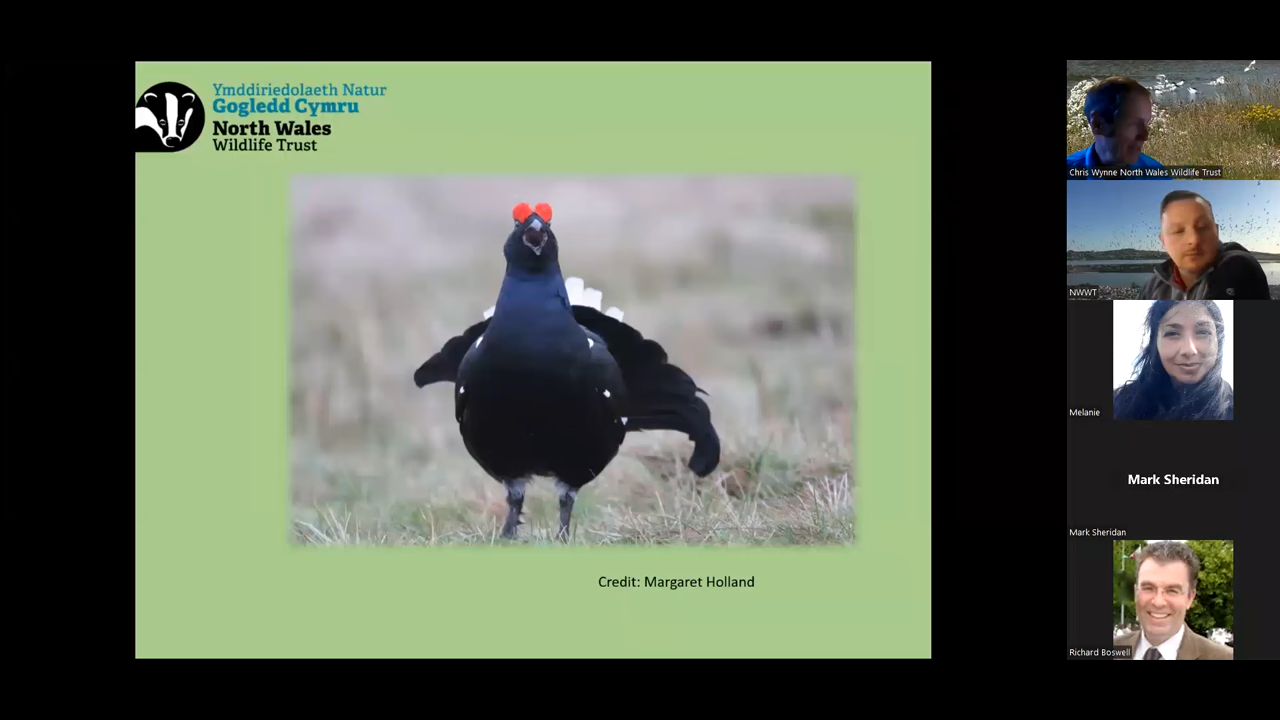 Ymddiriedolaeth Natur
Gogledd Cymru
North Wales
Wildlife Trust
Credit: Margaret Holland
Chris Wynne North Wales Wildlife Trust
NWWT
Melanie
Mark Sheridan
Mark Sheridan
Richard Boswell